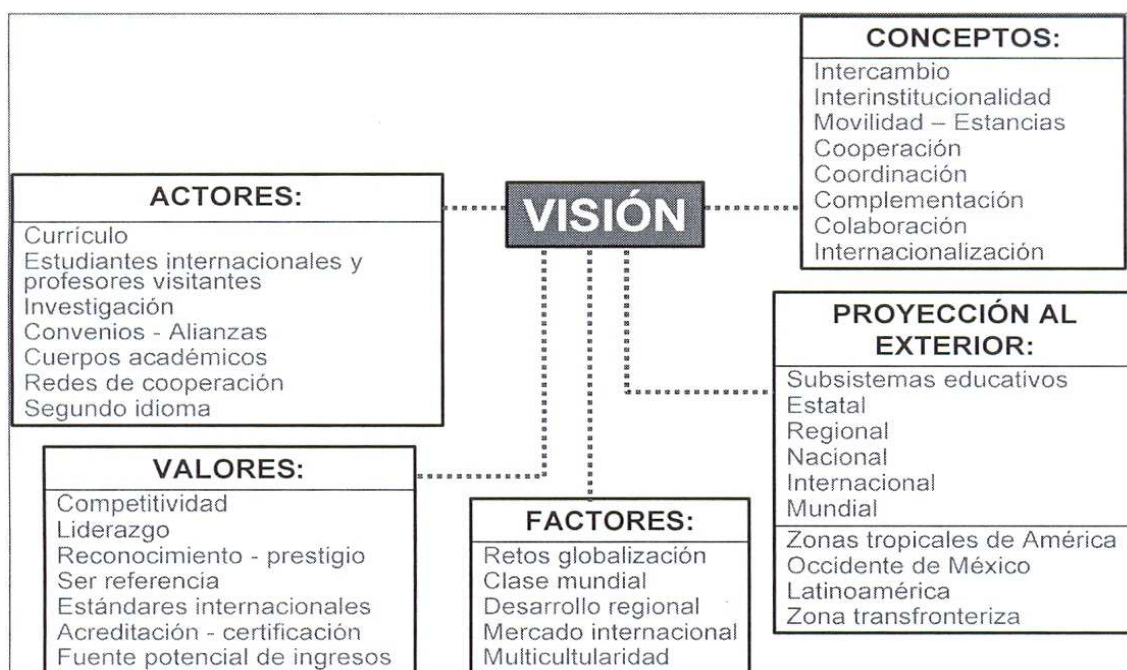 CONCEPTOS:
Intercambio
Interinstitucionalidad
Movilidad – Estancias
Cooperación
Coordinación
Complementación
Colaboración
Internacionalización
ACTORES:
Currículo
Estudiantes internacionales y
profesores visitantes
Investigación
Convenios - Alianzas
Cuerpos académicos
Redes de cooperación
Segundo idioma
VISIÓN
PROYECCIÓN AL
EXTERIOR:
Subsistemas educativos
Estatal
Regional
Nacional
Internacional
Mundial
Zonas tropicales de América
Occidente de México
Latinoamérica
Zona transfronteriza
VALORES:
Competitividad
Liderazgo
Reconocimiento - prestigio
Ser referencia
Estándares internacionales
Acreditación - certificación
Fuente potencial de ingresos
FACTORES:
Retos globalización
Clase mundial
Desarrollo regional
Mercado internacional
Multicultularidad